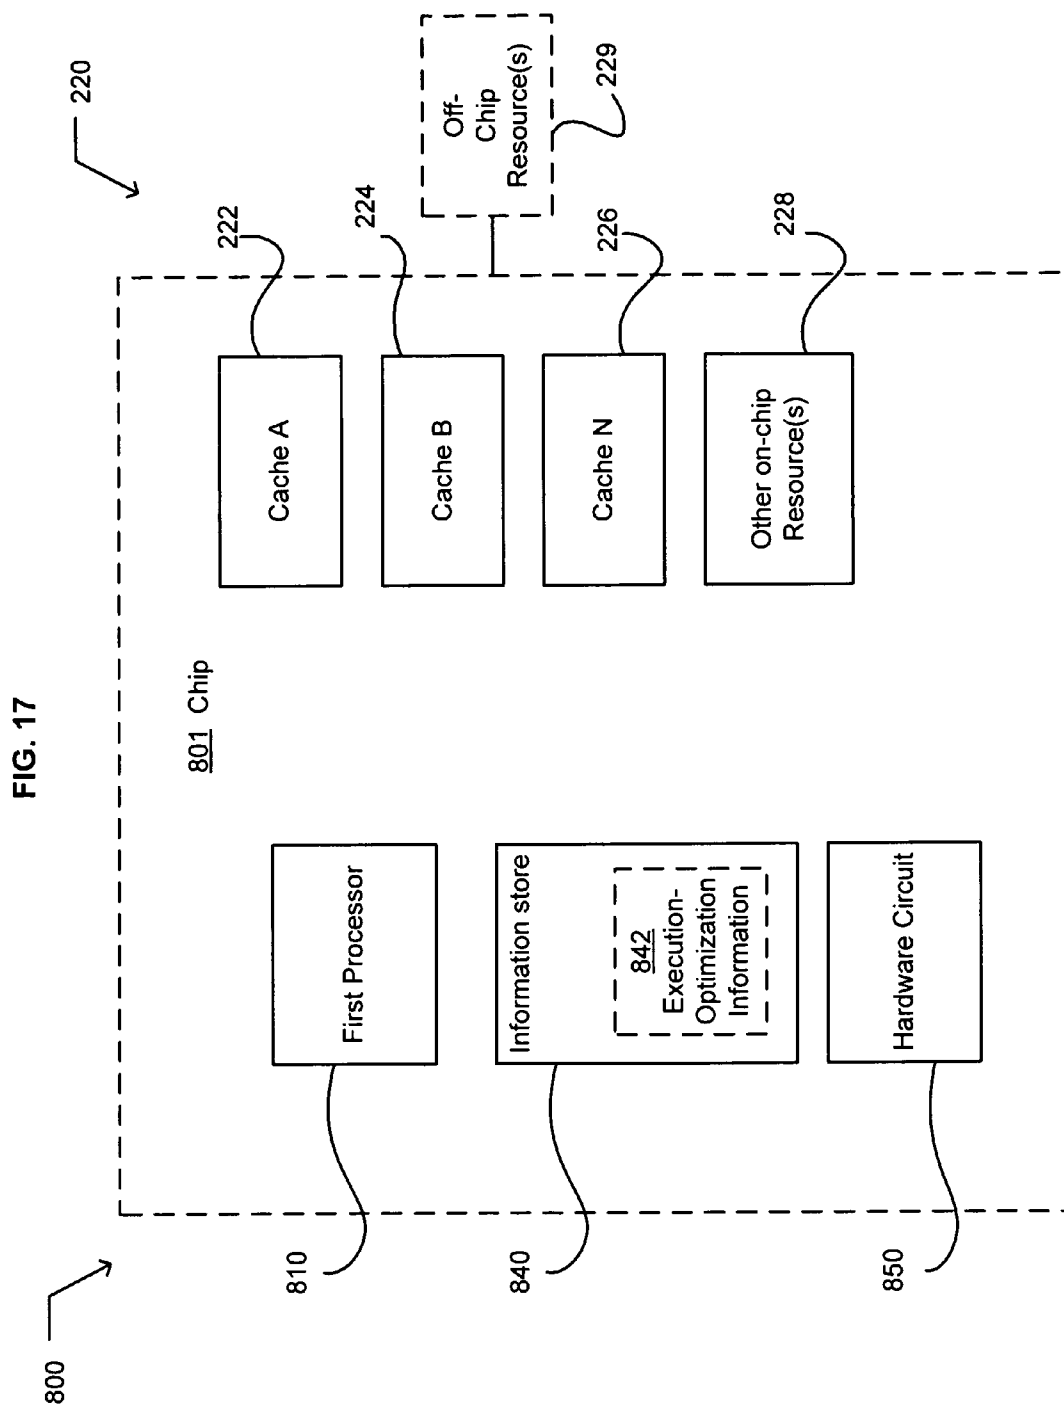 FIG. 17
800
220
801 Chip
810
First Processor
Cache A
222
840
Information store
842
Execution-
Optimization
Information
Cache B
224
Off-
Chip
Resource(s)
229
Cache N
226
850
Hardware Circuit
Other on-chip
Resource(s)
228